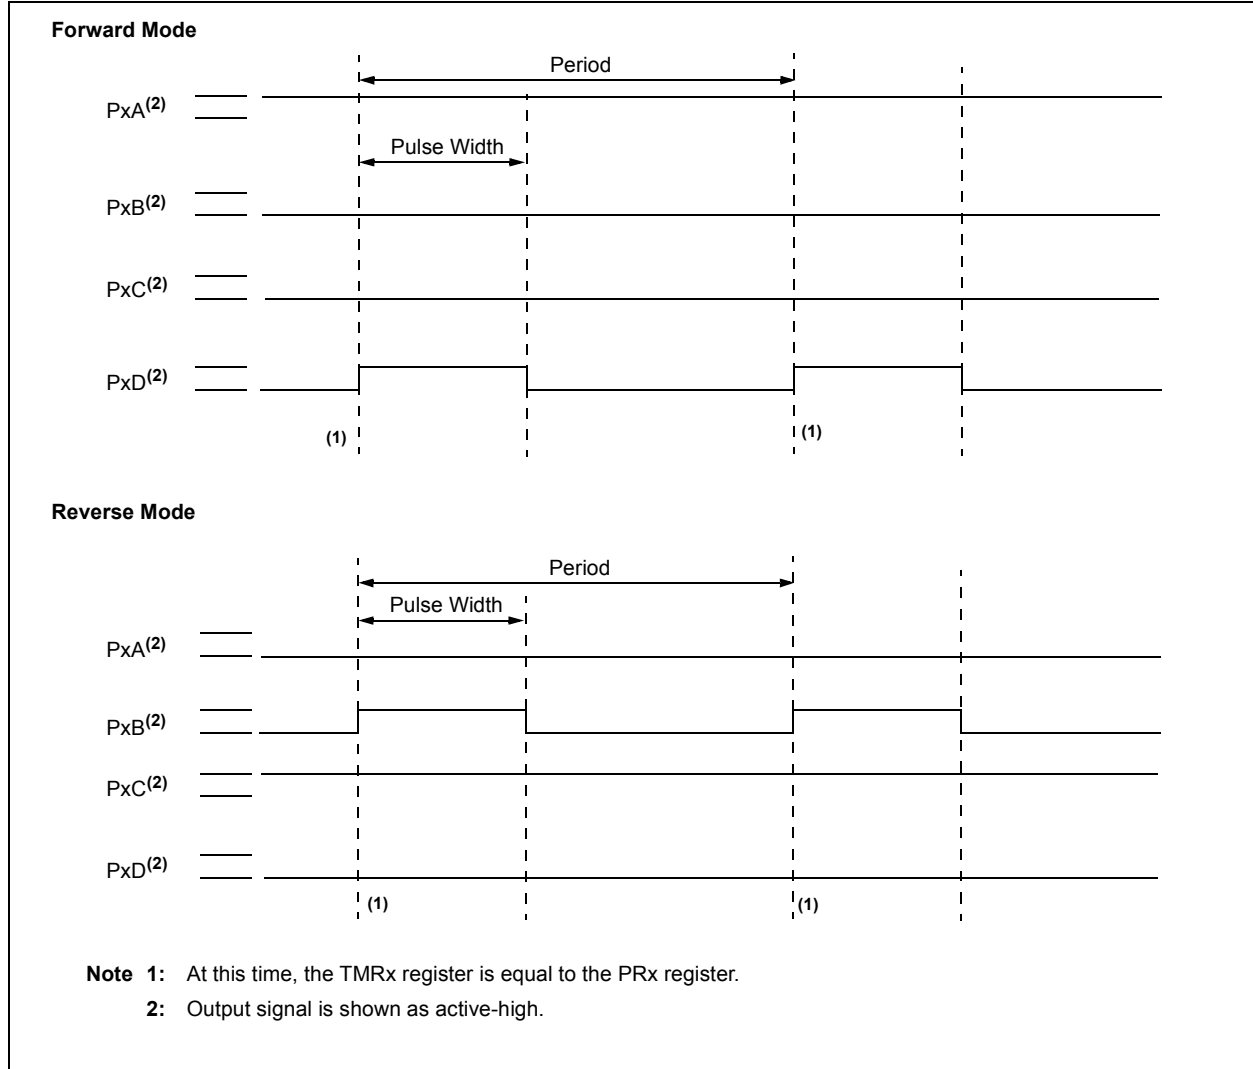 Forward Mode
Period
PxA(2)
Pulse Width
PxB(2)
PxC(2)
PxD(2)
(1)
(1)
Reverse Mode
Period
Pulse Width
PxA(2)
PxB(2)
PxC(2)
PxD(2)
(1)
(1)
Note 1: At this time, the TMRx register is equal to the PRx register.
2: Output signal is shown as active-high.